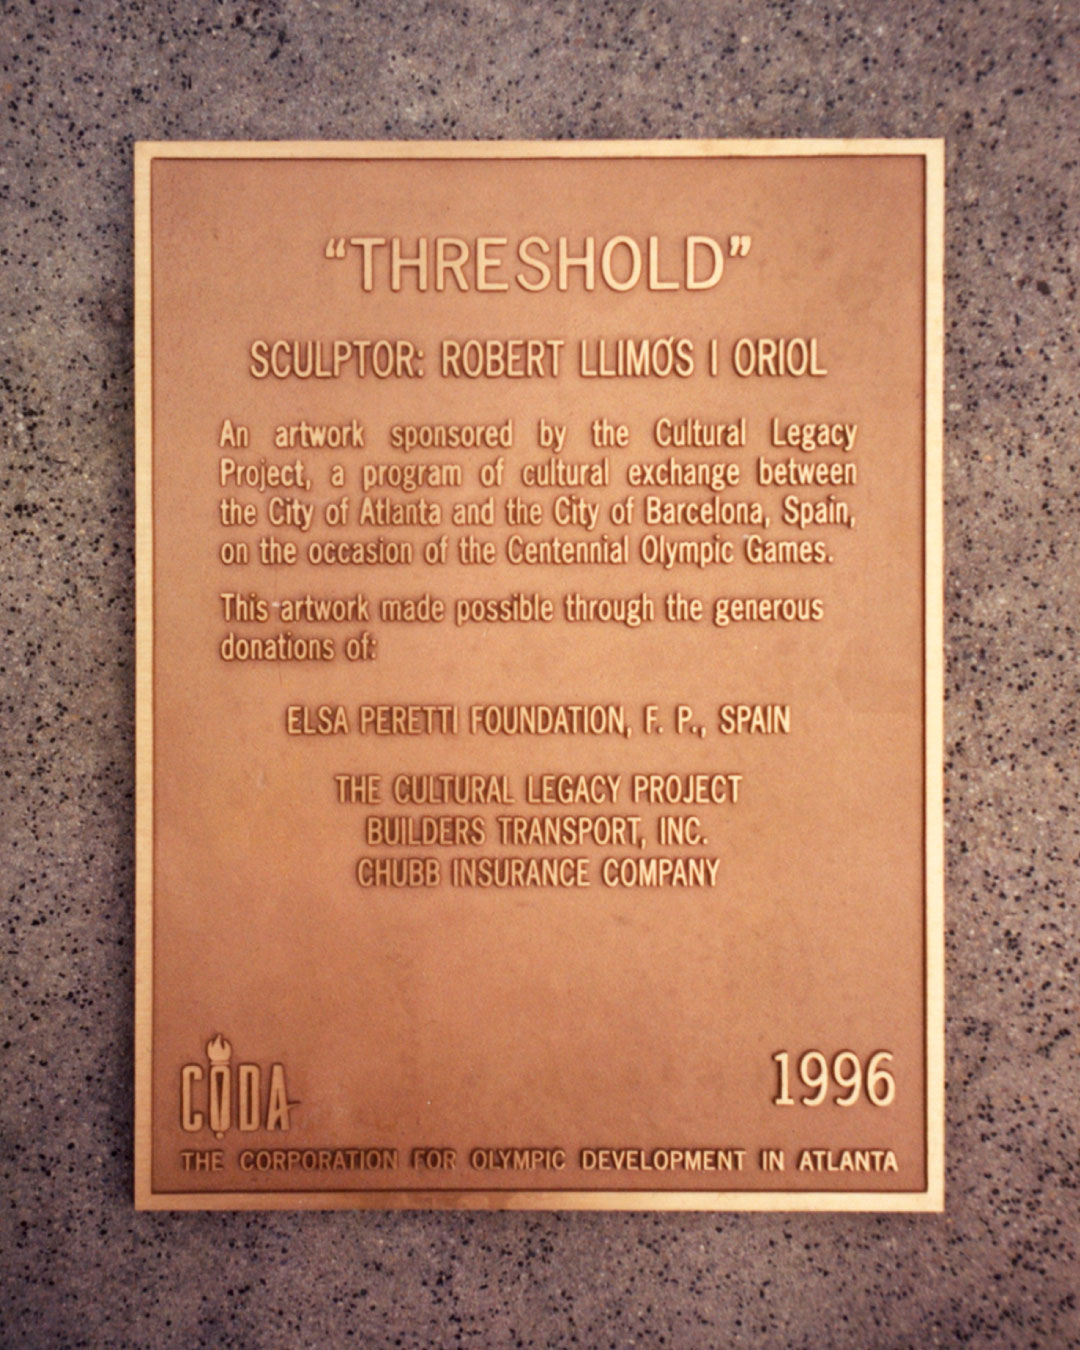 “THRESHOLD”
SCULPTOR: ROBERT LLIMÓS I ORIOL
An artwork sponsored by the Cultural Legacy
Project, a program of cultural exchange between
the City of Atlanta and the City of Barcelona, Spain,
on the occasion of the Centennial Olympic Games.
This artwork made possible through the generous
donations of:
ELSA PERETTI FOUNDATION, F. P., SPAIN
THE CULTURAL LEGACY PROJECT
BUILDERS TRANSPORT, INC.
CHUBB INSURANCE COMPANY
CODA
1996
THE CORPORATION FOR OLYMPIC DEVELOPMENT IN ATLANTA